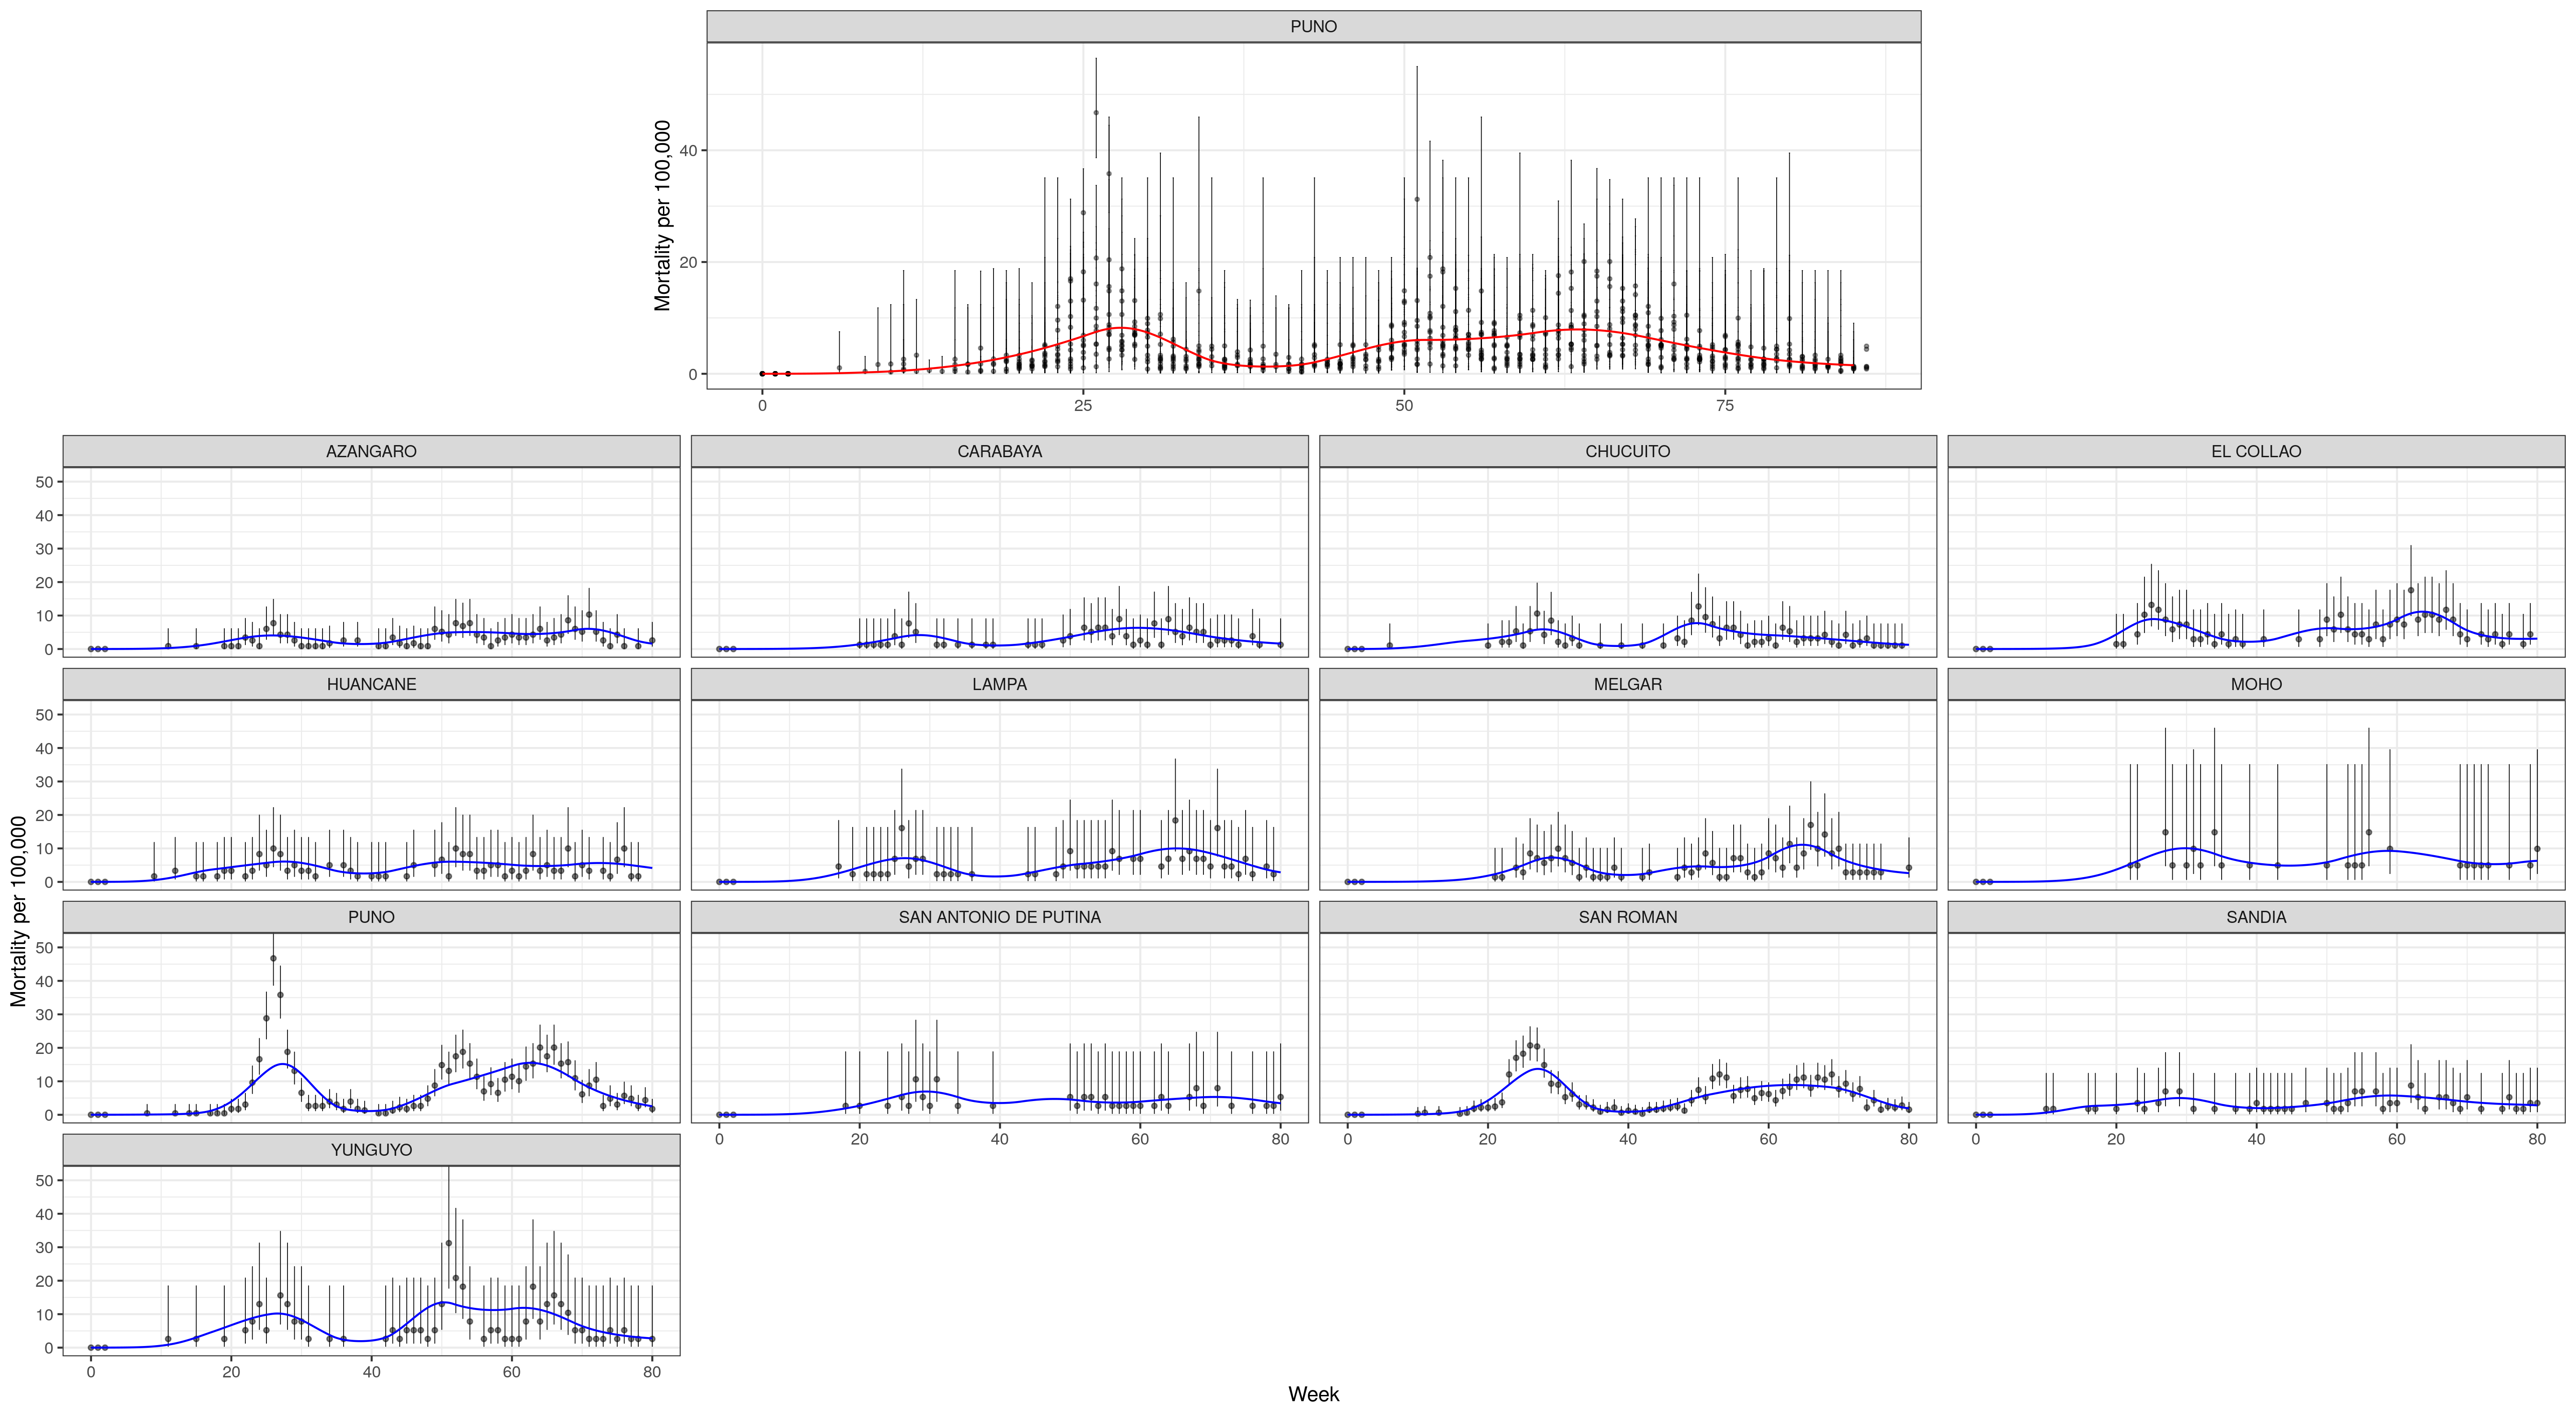 PUNO
Mortality per 100,000
40
20
0
0 25 50 75
AZANGARO CARABAYA CHUCUITO EL COLLAO
50
40
30
20
10
0
HUANCANE LAMPA MELGAR MOHO
50
40
30
20
10
0
Mortality per 100,000
PUNO SAN ANTONIO DE PUTINA SAN ROMAN SANDIA
50
40
30
20
10
0
0 20 40 60 80 0 20 40 60 80 0 20 40 60 80
YUNGUYO
50
40
30
20
10
0
0 20 40 60 80
Week